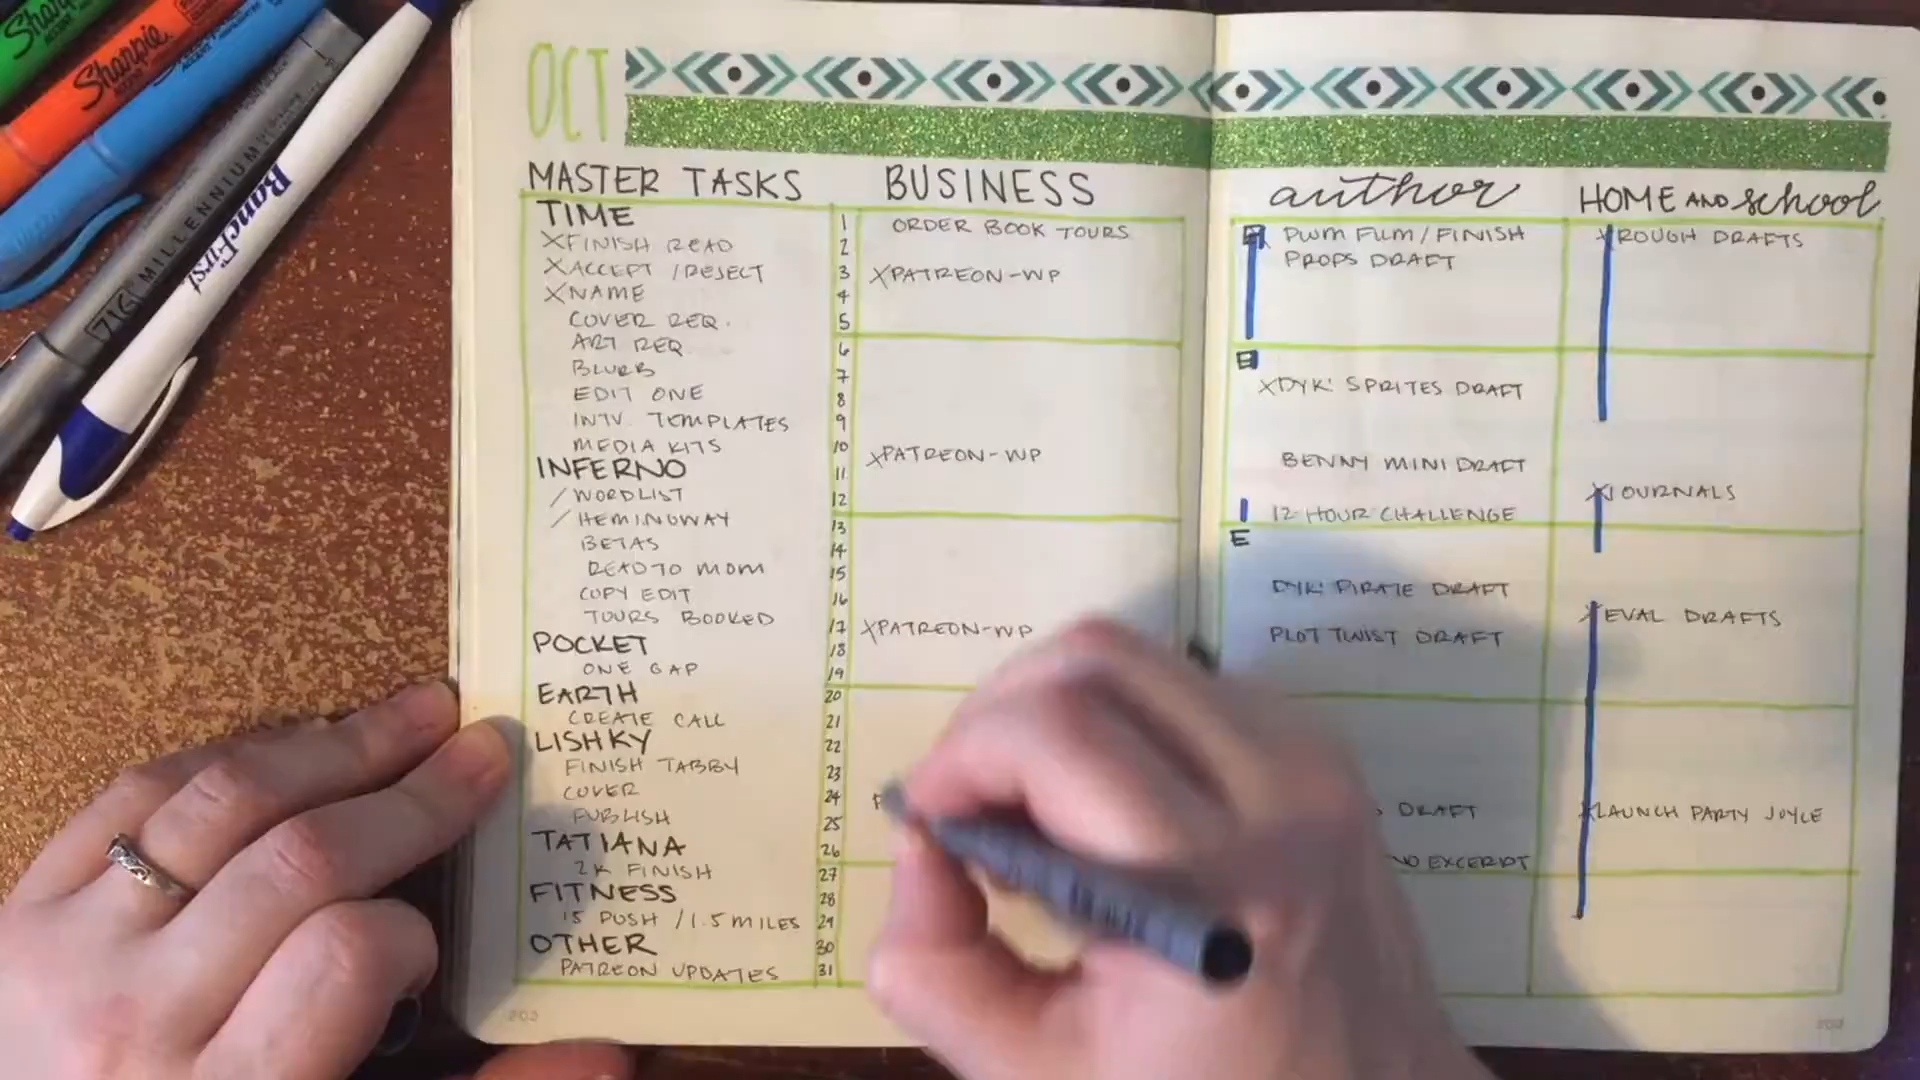 Sharpie
Sharpie
ZIG MILLENNIUM
BancFirst
OCT
MASTER TASKS
TIME
XFINISH READ
XACCEPT / REJECT
XNAME
COVER REQ.
ART REQ
BLURB
EDIT ONE
INTV. TEMPLATES
MEDIA KITS
INFERNO
/ WORDLIST
/ HEMINGWAY
BETAS
READ TO MOM
COPY EDIT
TOURS BOOKED
POCKET
ONE GAP
EARTH
CREATE CALL
LISHKY
FINISH TABBY
COVER
PUBLISH
TATIANA
2K FINISH
FITNESS
15 PUSH / 1.5 MILES
OTHER
PATREON UPDATES
BUSINESS
1 ORDER BOOK TOURS
2
3 XPATREON-WP
4
5
6
7
8
9
10 XPATREON-WP
11
12
13
14
15
16
17 XPATREON-WP
18
19
20
21
22
23
24 P
25
26
27
28
29
30
31
author
PWM FILM / FINISH
PROPS DRAFT
E
XDYK: SPRITES DRAFT
BENNY MINI DRAFT
12 HOUR CHALLENGE
E
DYK: PIRATE DRAFT
PLOT TWIST DRAFT
DRAFT
EXCERPT
HOME AND school
XROUGH DRAFTS
XJOURNALS
XEVAL DRAFTS
XLAUNCH PARTY JOYCE
203